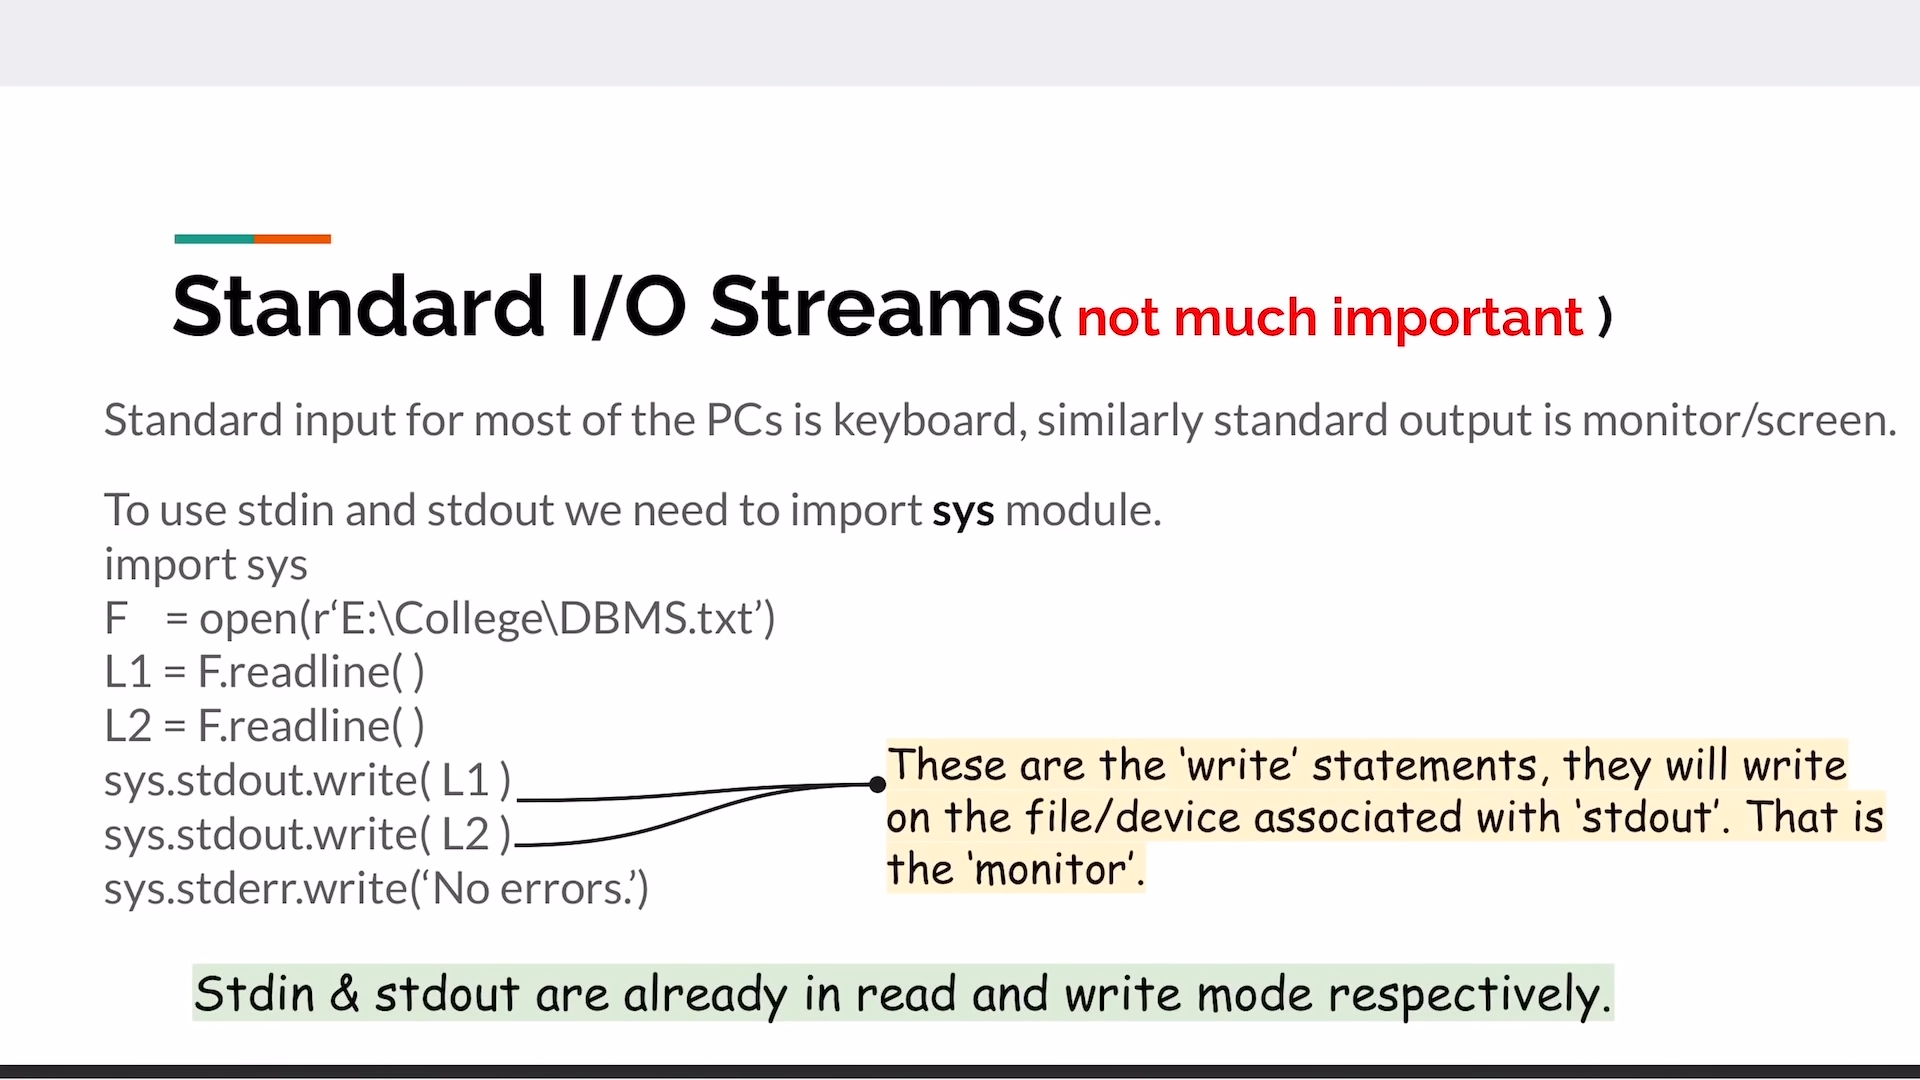 Standard I/O Streams( not much important )
Standard input for most of the PCs is keyboard, similarly standard output is monitor/screen.
To use stdin and stdout we need to import sys module.
import sys
F = open(r‘E:\College\DBMS.txt’)
L1 = F.readline( )
L2 = F.readline( )
sys.stdout.write( L1 )
sys.stdout.write( L2 )
sys.stderr.write(‘No errors.’)
These are the ‘write’ statements, they will write
on the file/device associated with ‘stdout’. That is
the ‘monitor’.
Stdin & stdout are already in read and write mode respectively.